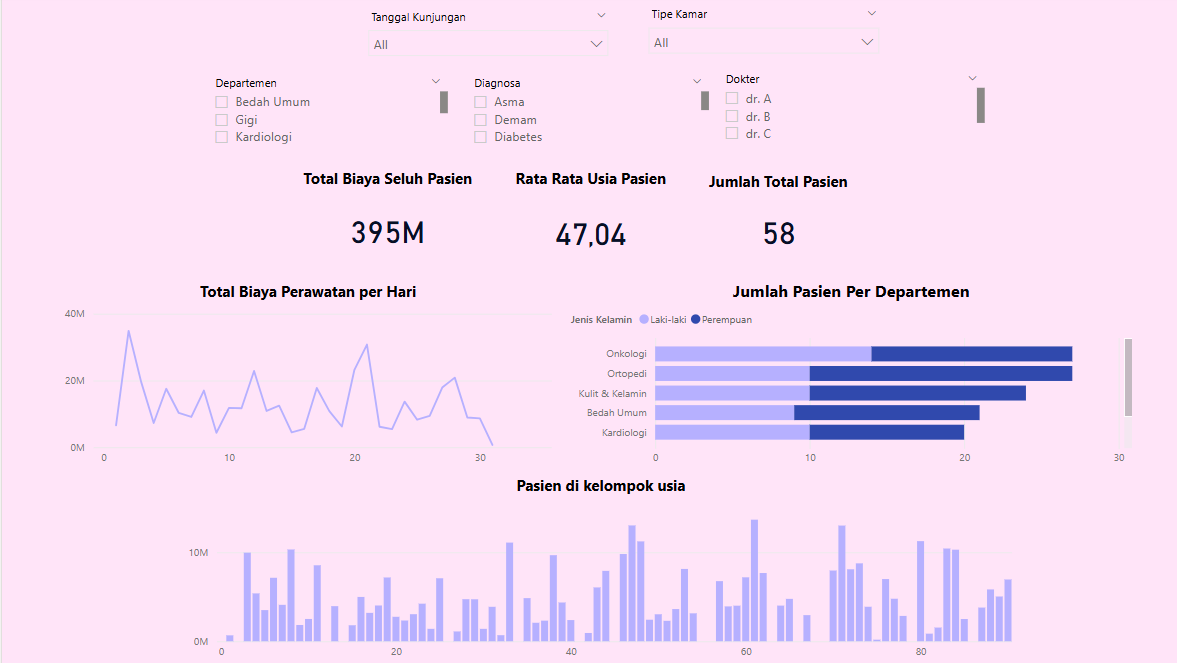 Tanggal Kunjungan
All
Tipe Kamar
All
Departemen
Bedah Umum
Gigi
Kardiologi
Diagnosa
Asma
Demam
Diabetes
Dokter
dr. A
dr. B
dr. C
Total Biaya Seluh Pasien
395M
Rata Rata Usia Pasien
47,04
Jumlah Total Pasien
58
Total Biaya Perawatan per Hari
40M
20M
0M
0 10 20 30
Jumlah Pasien Per Departemen
Jenis Kelamin Laki-laki Perempuan
Onkologi
Ortopedi
Kulit & Kelamin
Bedah Umum
Kardiologi
0 10 20 30
Pasien di kelompok usia
10M
0M
0 20 40 60 80